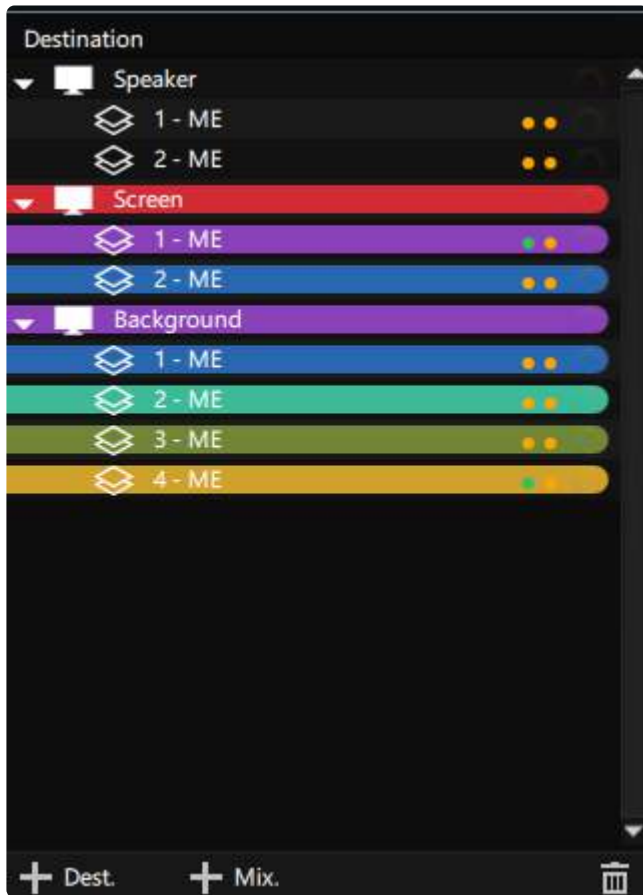 Destination
Speaker
1 - ME
2 - ME
Screen
1 - ME
2 - ME
Background
1 - ME
2 - ME
3 - ME
4 - ME
Dest. Mix.